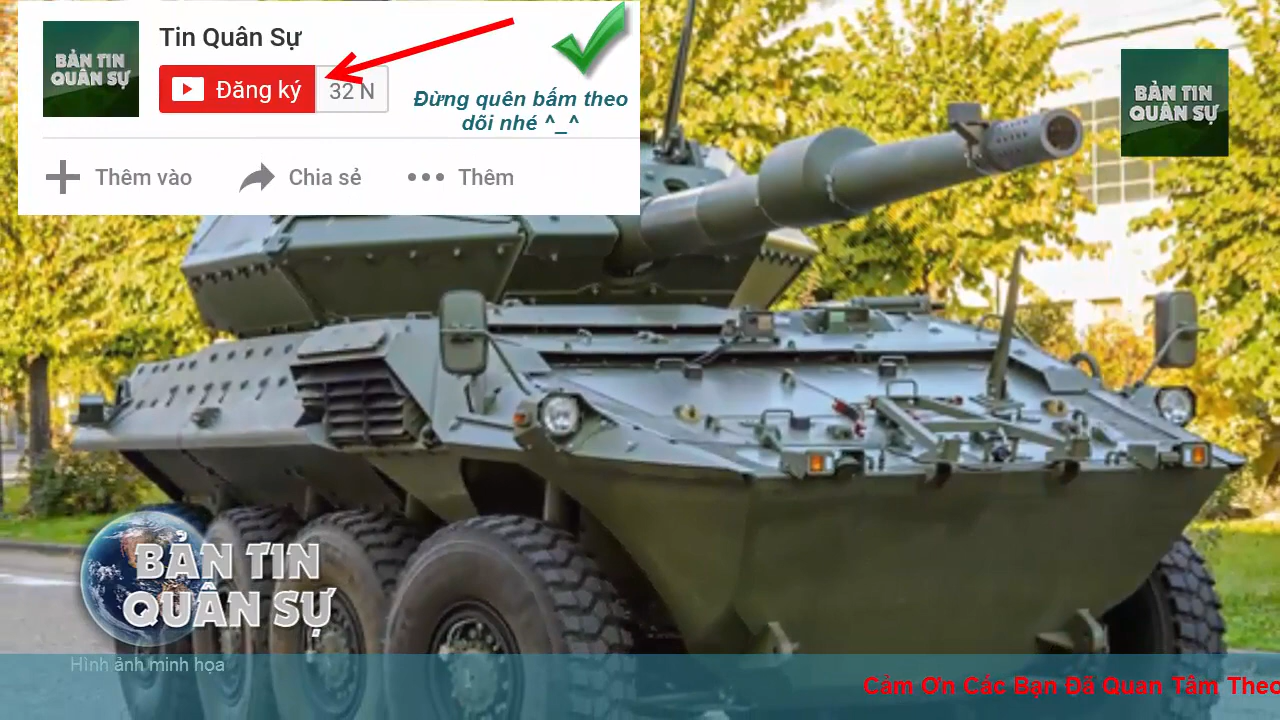 BẢN TIN
QUÂN SỰ
Tin Quân Sự
Đăng ký
32 N
Đừng quên bấm theo
dõi nhé ^_^
Thêm vào
Chia sẻ
Thêm
BẢN TIN
QUÂN SỰ
BẢN TIN
QUÂN SỰ
Hình ảnh minh họa
Cảm Ơn Các Bạn Đã Quan Tâm Theo